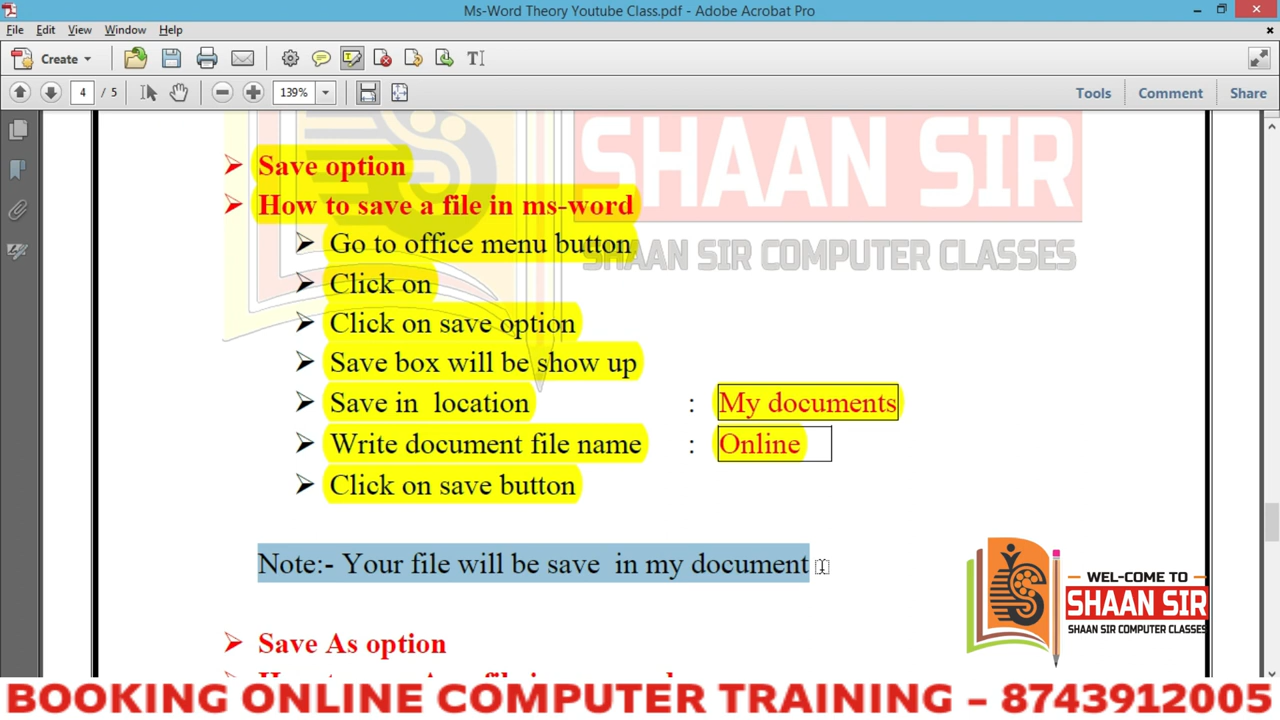 Ms-Word Theory Youtube Class.pdf - Adobe Acrobat Pro
File Edit View Window Help
Create
4 / 5 139% Tools Comment Share
SHAAN SIR
SHAAN SIR COMPUTER CLASSES
Save option
How to save a file in ms-word
Go to office menu button
Click on
Click on save option
Save box will be show up
Save in location : My documents
Write document file name : Online
Click on save button
Note:- Your file will be save in my document
WEL-COME TO
SHAAN SIR
SHAAN SIR COMPUTER CLASSES
Save As option
BOOKING ONLINE COMPUTER TRAINING – 8743912005